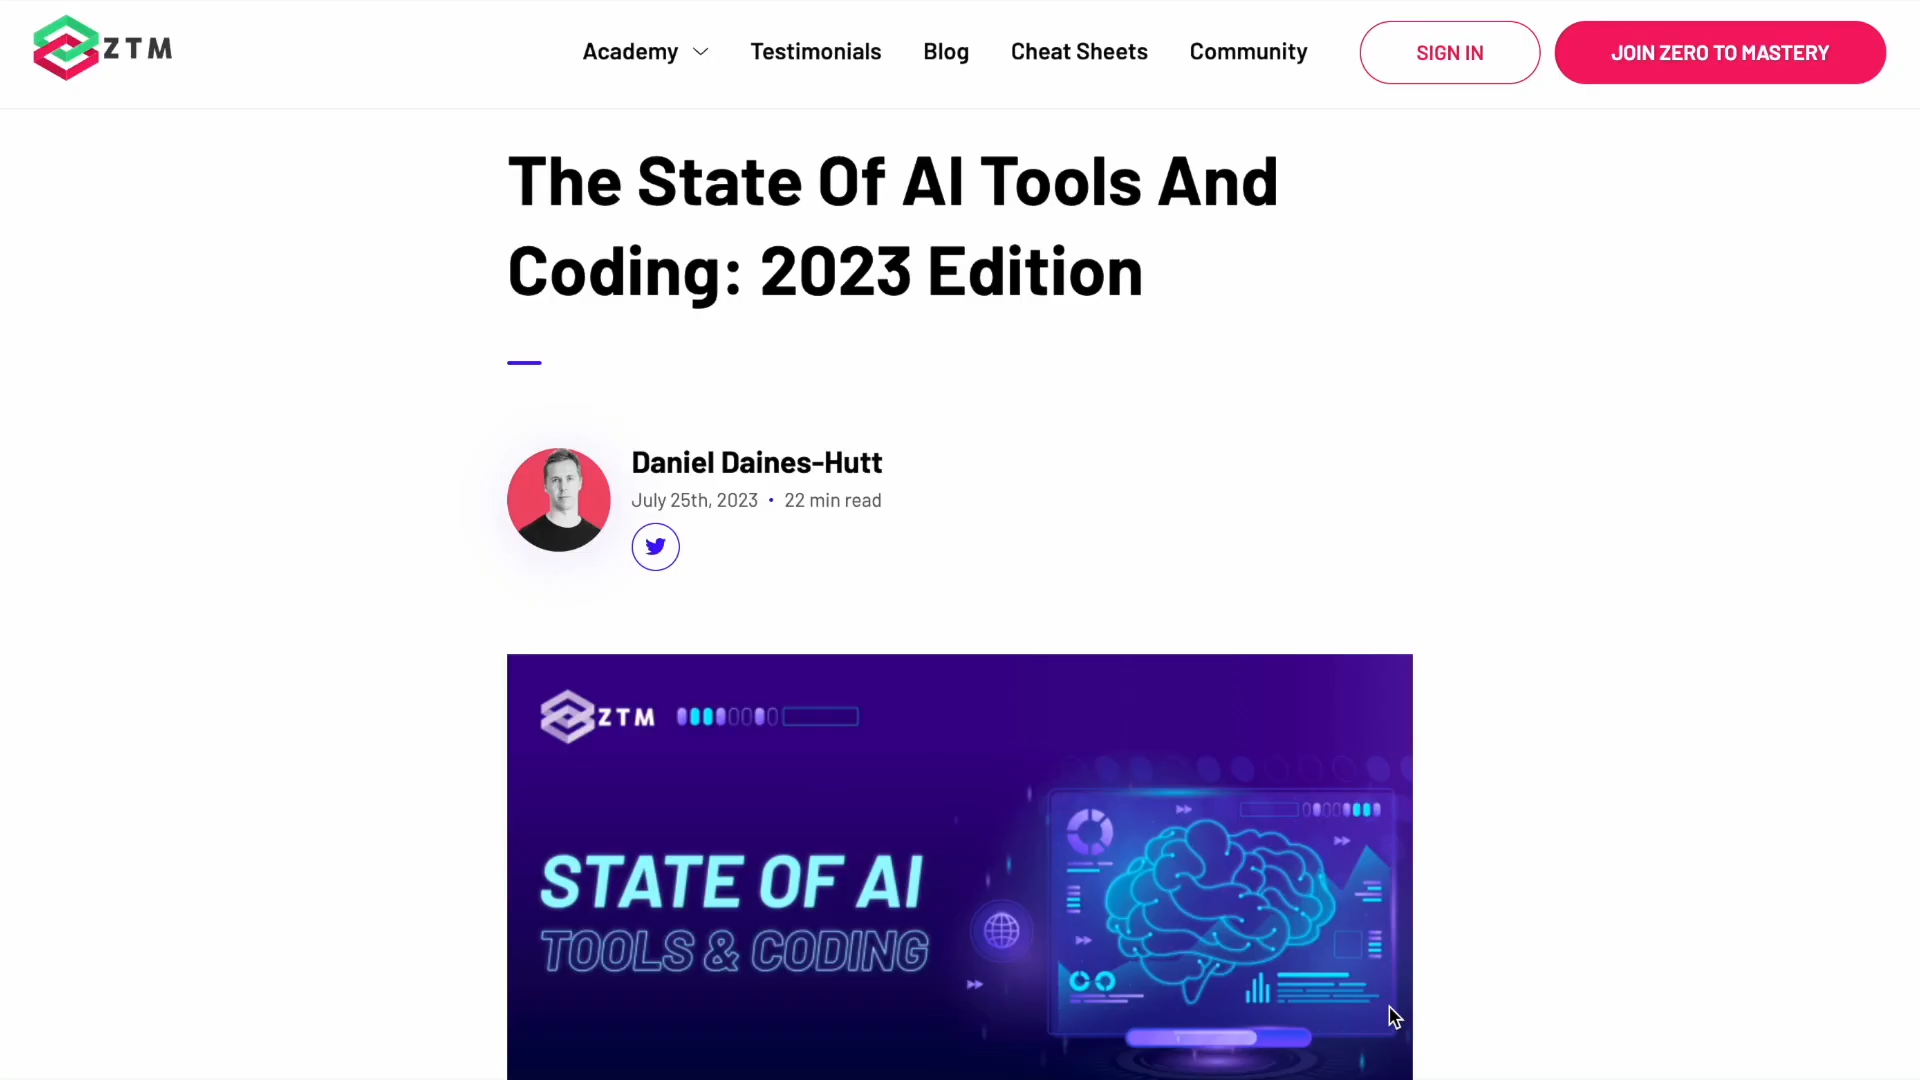 ZTM
Academy
Testimonials
Blog
Cheat Sheets
Community
SIGN IN
JOIN ZERO TO MASTERY
The State Of AI Tools And
Coding: 2023 Edition
Daniel Daines-Hutt
July 25th, 2023 • 22 min read
ZTM
STATE OF AI
TOOLS & CODING